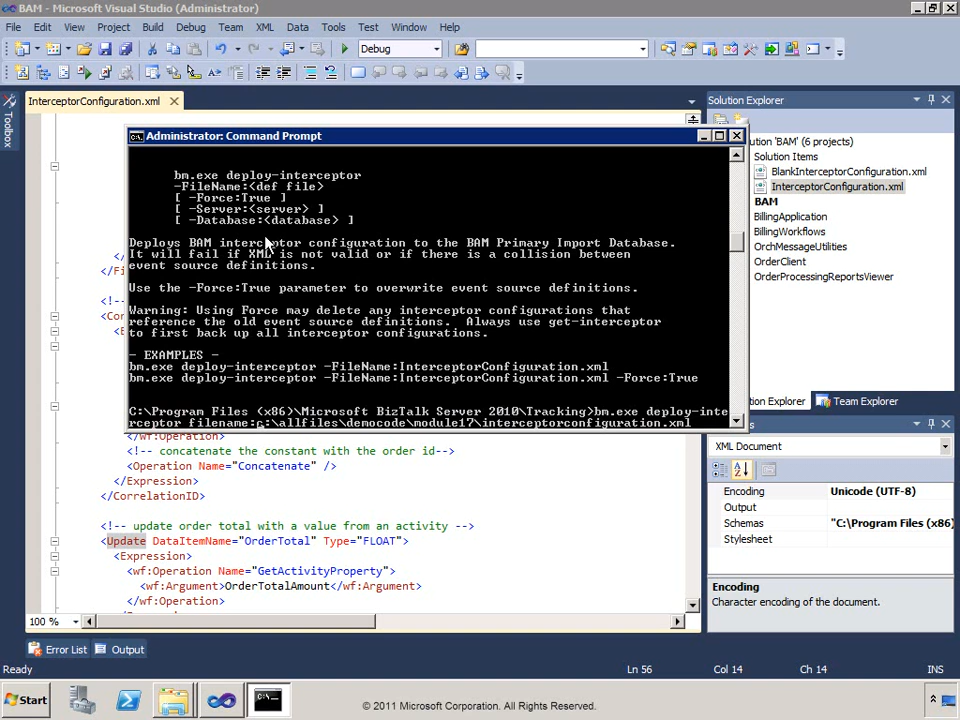 BAM - Microsoft Visual Studio (Administrator)
File Edit View Project Build Debug Team XML Data Tools Test Window Help
Debug
Toolbox
InterceptorConfiguration.xml
Solution Explorer
Administrator: Command Prompt
bm.exe deploy-interceptor
-FileName:<def file>
[ -Force:True ]
[ -Server:<server> ]
[ -Database:<database> ]
Deploys BAM interceptor configuration to the BAM Primary Import Database.
It will fail if XML is not valid or if there is a collision between
event source definitions.
Use the -Force:True parameter to overwrite event source definitions.
Warning: Using Force may delete any interceptor configurations that
reference the old event source definitions.  Always use get-interceptor
to first back up all interceptor configurations.
- EXAMPLES -
bm.exe deploy-interceptor -FileName:InterceptorConfiguration.xml
bm.exe deploy-interceptor -FileName:InterceptorConfiguration.xml -Force:True
C:\Program Files (x86)\Microsoft BizTalk Server 2010\Tracking>bm.exe deploy-inte
rceptor filename:c:\allfiles\democode\module17\interceptorconfiguration.xml
ution 'BAM' (6 projects)
Solution Items
BlankInterceptorConfiguration.xml
InterceptorConfiguration.xml
BAM
BillingApplication
BillingWorkflows
OrchMessageUtilities
OrderClient
OrderProcessingReportsViewer
</
</Fi
<!--
<Co
<E
</wf:Operation>
<!-- concatenate the constant with the order id-->
<Operation Name="Concatenate" />
</Expression>
</CorrelationID>
<!-- update order total with a value from an activity -->
<Update DataItemName="OrderTotal" Type="FLOAT">
<Expression>
<wf:Operation Name="GetActivityProperty">
<wf:Argument>OrderTotalAmount</wf:Argument>
</wf:Operation>
100 %
on Explorer Team Explorer
Properties
XML Document
Encoding Unicode (UTF-8)
Output
Schemas "C:\Program Files (x86)
Stylesheet
Encoding
Character encoding of the document.
Error List Output
Ready Ln 56 Col 14 Ch 14 INS
Start
© 2011 Microsoft Corporation. All Rights Reserved.